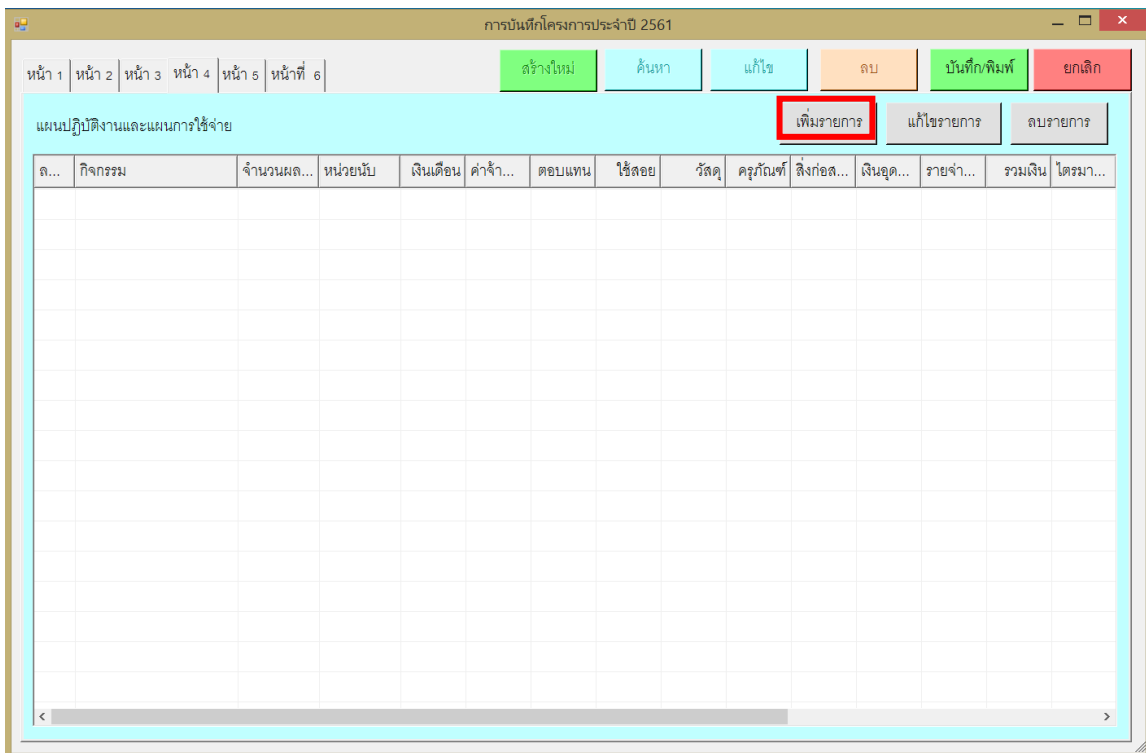 การบันทึกโครงการประจำปี 2561
หน้า 1 หน้า 2 หน้า 3 หน้า 4 หน้า 5 หน้าที่ 6 สร้างใหม่ ค้นหา แก้ไข ลบ บันทึก/พิมพ์ ยกเลิก
แผนปฏิบัติงานและแผนการใช้จ่าย เพิ่มรายการ แก้ไขรายการ ลบรายการ
ล... กิจกรรม จำนวนผล... หน่วยนับ เงินเดือน ค่าจ้า... ตอบแทน ใช้สอย วัสดุ ครุภัณฑ์ สิ่งก่อส... เงินอุด... รายจ่า... รวมเงิน ไตรมา...